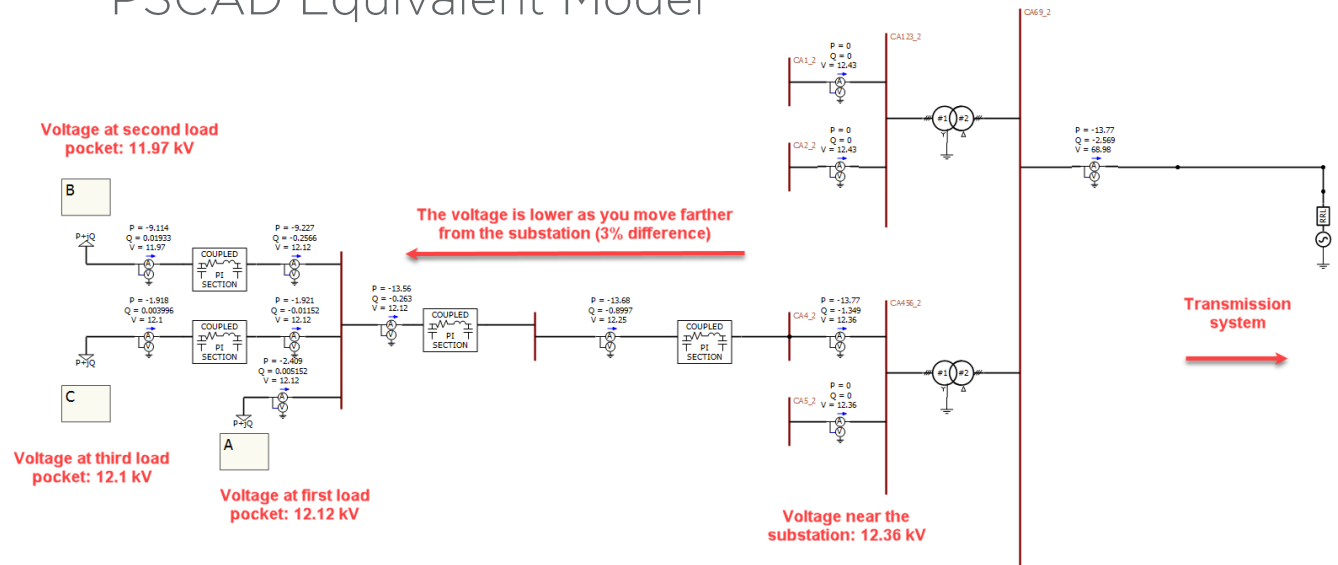 PSCAD Equivalent Model
CA69_2
CA123_2
P = 0
Q = 0
V = 12.43
CA1_2
P = 0
Q = 0
V = 12.43
CA2_2
#1
#2
P = -13.77
Q = -2.569
V = 68.98
RRL
S
Voltage at second load
pocket: 11.97 kV
B
P+jQ
P = -9.114
Q = 0.01933
V = 11.97
A
V
COUPLED
PI
SECTION
P = -9.227
Q = -0.2566
V = 12.12
A
V
The voltage is lower as you move farther
from the substation (3% difference)
P = -1.918
Q = 0.003996
V = 12.1
A
V
P+jQ
COUPLED
PI
SECTION
P = -1.921
Q = -0.01152
V = 12.12
A
V
P = -13.56
Q = -0.263
V = 12.12
A
V
COUPLED
PI
SECTION
P = -13.68
Q = -0.8997
V = 12.25
A
V
COUPLED
PI
SECTION
CA4_2
P = -13.77
Q = -1.349
V = 12.36
A
V
CA456_2
#1
#2
Transmission
system
P = -2.409
Q = 0.005152
V = 12.12
A
V
P+jQ
C
A
CA5_2
P = 0
Q = 0
V = 12.36
A
V
Voltage at third load
pocket: 12.1 kV
Voltage at first load
pocket: 12.12 kV
Voltage near the
substation: 12.36 kV